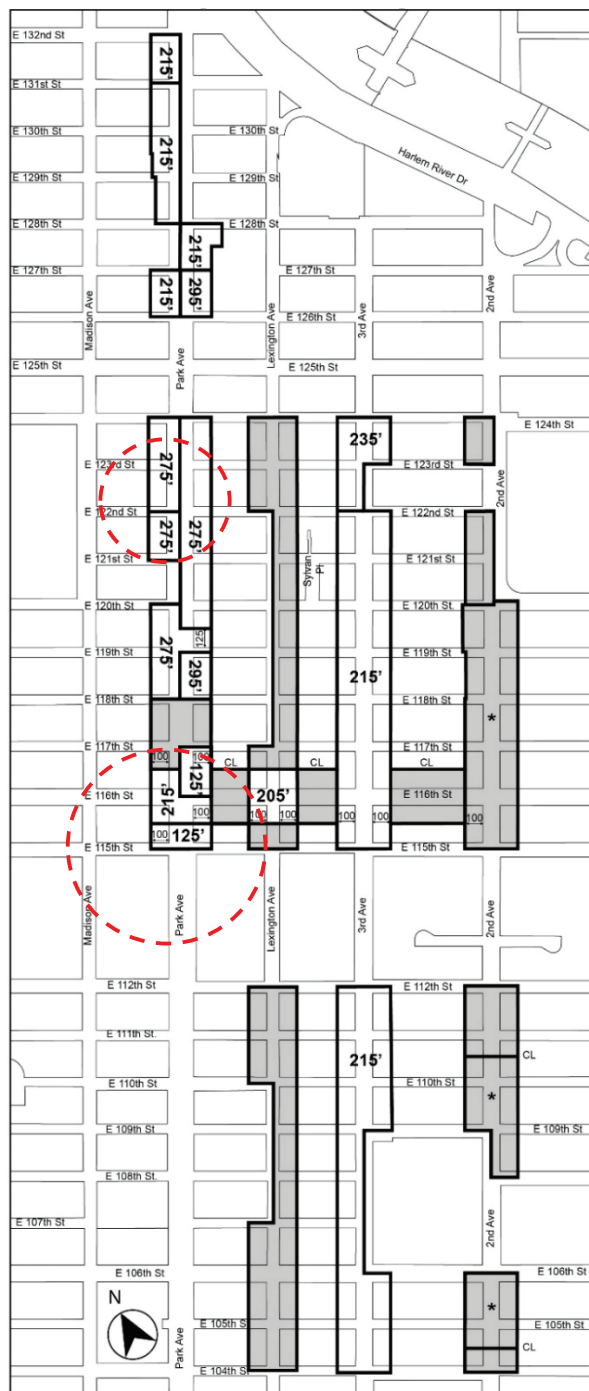 E 132nd St
215'
E 131st St
E 130th St
E 130th St
215'
Harlem River Dr
E 129th St
E 129th St
E 128th St
E 128th St
215'
E 127th St
E 127th St
215'
295'
Madison Ave
Lexington Ave
3rd Ave
2nd Ave
E 126th St
Park Ave
E 125th St
E 125th St
E 124th St
235'
E 123rd St
275'
E 123rd St
2nd Ave
E 122nd St
E 122nd St
275'
275'
E 121st St
Sylvan Pl
E 121st St
E 120th St
E 120th St.
125
E 119th St
275'
E 119th St
295'
215'
E 118th St
E 118th St
*
E 117th St
E 117th St
100
100
CL
CL
CL
E 116th St
215'
125'
205'
E 116th St
100
100
100
100
100
100
100
125'
E 115th St
E 115th St
Madison Ave
Park Ave
Lexington Ave
3rd Ave
2nd Ave
E 112th St
E 112th St
E 111th St.
215'
CL
E 110th St
E 110th St
*
E 109th St
E 109th St
E 108th St.
E 107th St
2nd Ave
E 106th St
E 106th St
N
*
E 105th St
E 105th St
Park Ave
CL
E 104th St